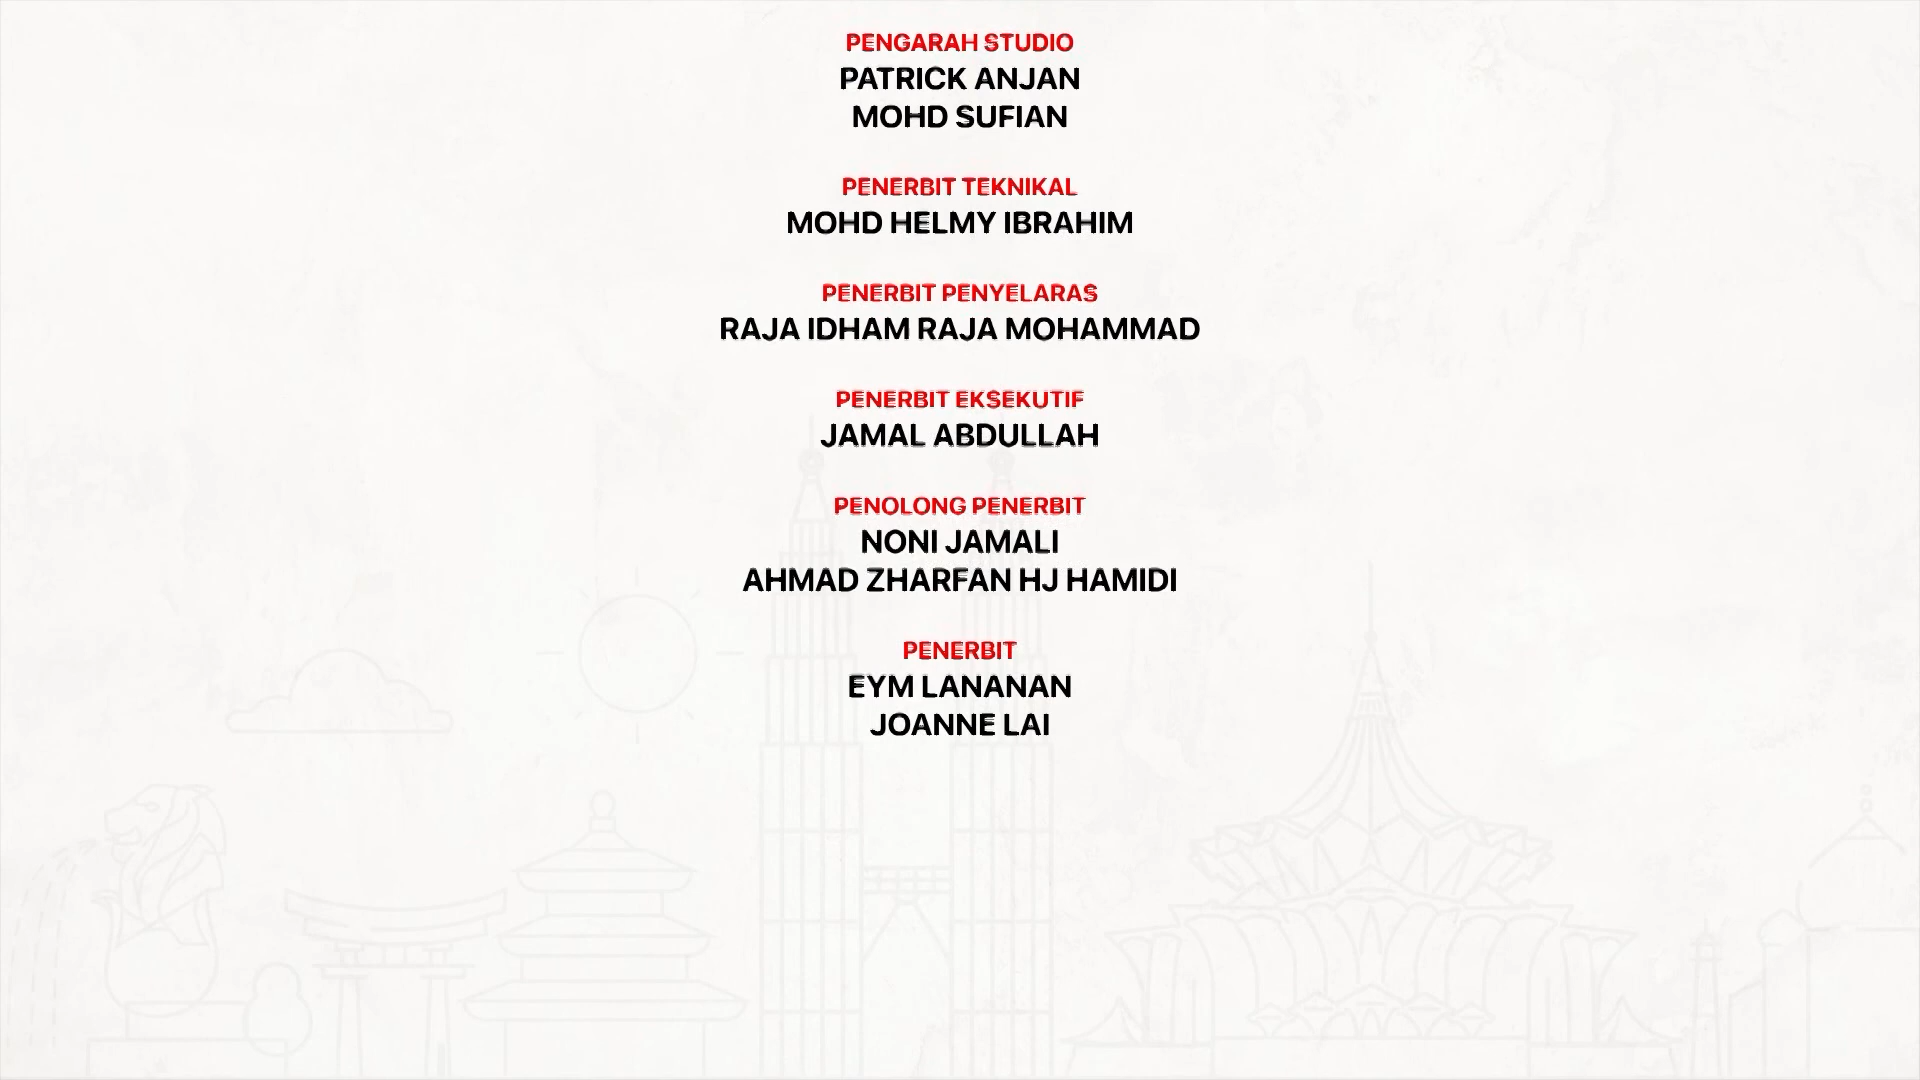 PENGARAH STUDIO
PATRICK ANJAN
MOHD SUFIAN
PENERBIT TEKNIKAL
MOHD HELMY IBRAHIM
PENERBIT PENYELARAS
RAJA IDHAM RAJA MOHAMMAD
PENERBIT EKSEKUTIF
JAMAL ABDULLAH
PENOLONG PENERBIT
NONI JAMALI
AHMAD ZHARFAN HJ HAMIDI
PENERBIT
EYM LANANAN
JOANNE LAI